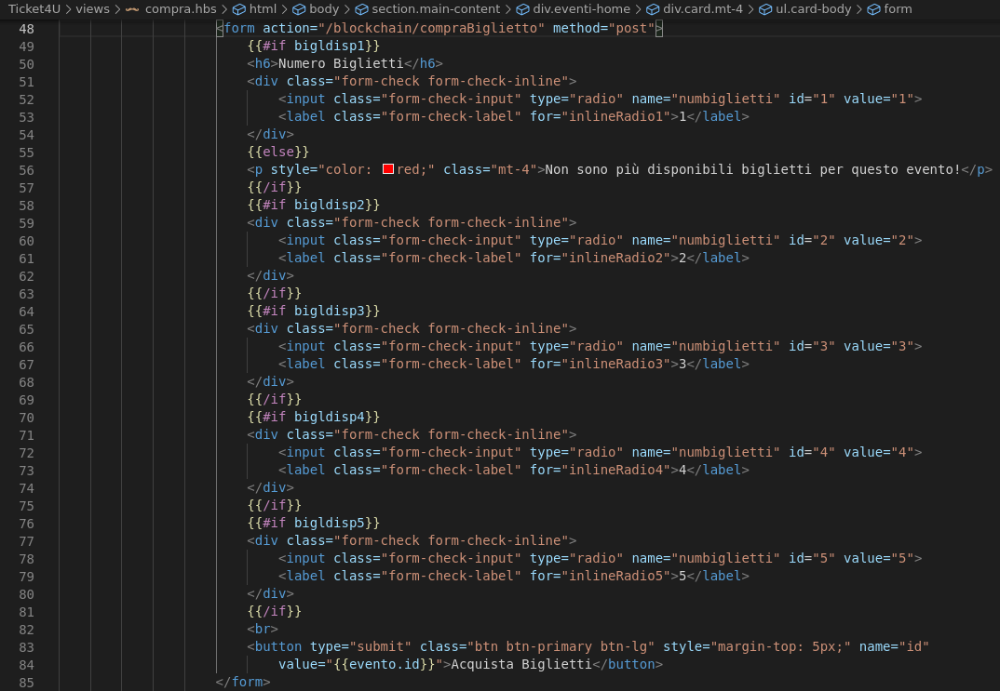 Ticket4U > views > compra.hbs > html > body > section.main-content > div.eventi-home > div.card.mt-4 > ul.card-body > form
48 <form action="/blockchain/compraBiglietto" method="post">
49 {{#if bigldisp1}}
50 <h6>Numero Biglietti</h6>
51 <div class="form-check form-check-inline">
52 <input class="form-check-input" type="radio" name="numbiglietti" id="1" value="1">
53 <label class="form-check-label" for="inlineRadio1">1</label>
54 </div>
55 {{else}}
56 <p style="color: red;" class="mt-4">Non sono più disponibili biglietti per questo evento!</p>
57 {{/if}}
58 {{#if bigldisp2}}
59 <div class="form-check form-check-inline">
60 <input class="form-check-input" type="radio" name="numbiglietti" id="2" value="2">
61 <label class="form-check-label" for="inlineRadio2">2</label>
62 </div>
63 {{/if}}
64 {{#if bigldisp3}}
65 <div class="form-check form-check-inline">
66 <input class="form-check-input" type="radio" name="numbiglietti" id="3" value="3">
67 <label class="form-check-label" for="inlineRadio3">3</label>
68 </div>
69 {{/if}}
70 {{#if bigldisp4}}
71 <div class="form-check form-check-inline">
72 <input class="form-check-input" type="radio" name="numbiglietti" id="4" value="4">
73 <label class="form-check-label" for="inlineRadio4">4</label>
74 </div>
75 {{/if}}
76 {{#if bigldisp5}}
77 <div class="form-check form-check-inline">
78 <input class="form-check-input" type="radio" name="numbiglietti" id="5" value="5">
79 <label class="form-check-label" for="inlineRadio5">5</label>
80 </div>
81 {{/if}}
82 <br>
83 <button type="submit" class="btn btn-primary btn-lg" style="margin-top: 5px;" name="id"
84 value="{{evento.id}}">Acquista Biglietti</button>
85 </form>